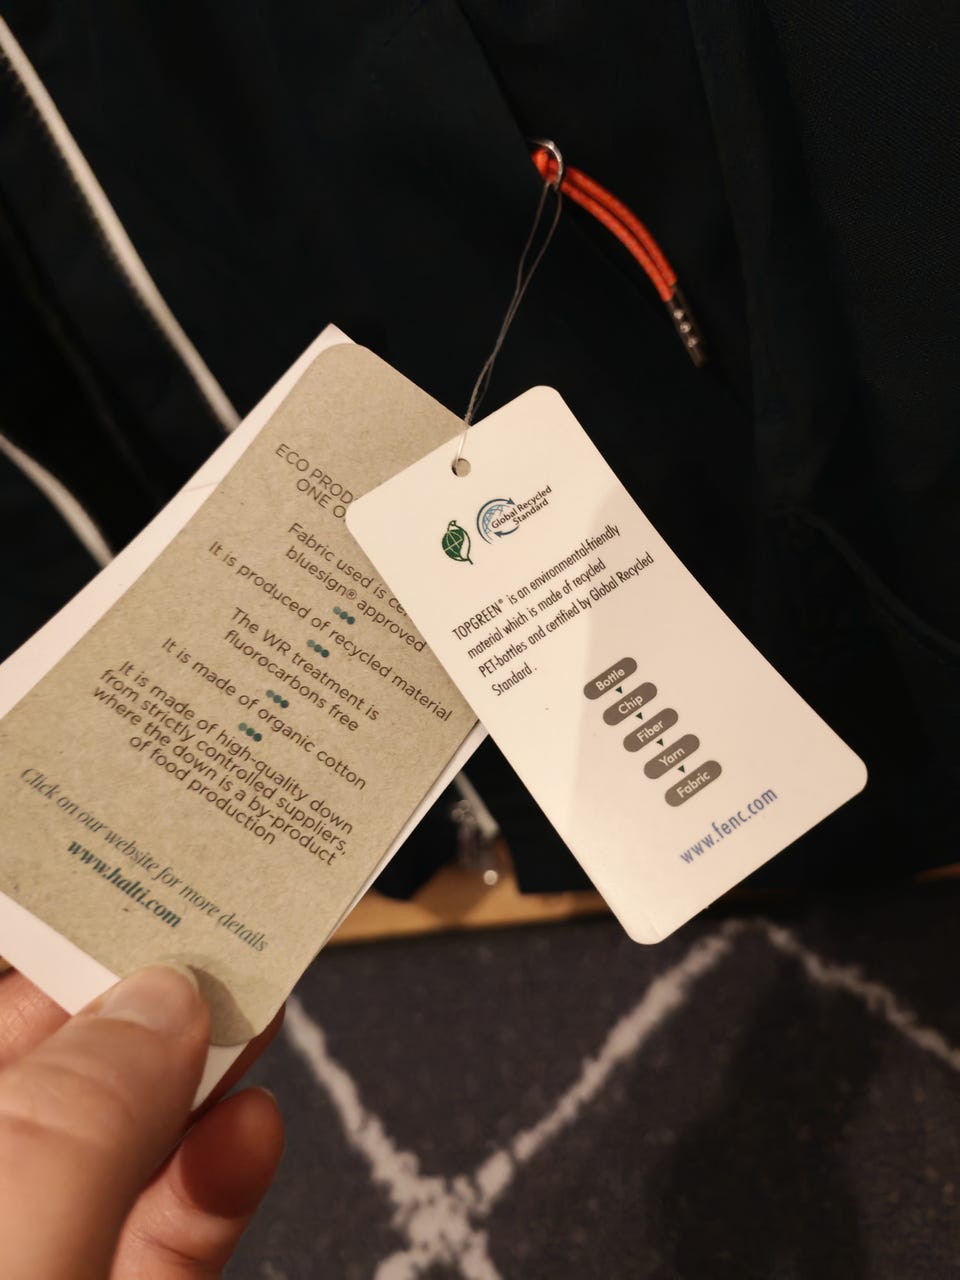 ECO PROD
ONE O
Fabric used is ce
bluesign® approved
It is produced of recycled material
The WR treatment is
fluorocarbons free
It is made of organic cotton
It is made of high-quality down
from strictly controlled suppliers,
where the down is a by-product
of food production
Click on our website for more details
www.halti.com
Global Recycled
Standard
TOPGREEN® is an environmental-friendly
material which is made of recycled
PET-bottles and certified by Global Recycled
Standard.
Bottle
Chip
Fiber
Yarn
Fabric
www.fenc.com